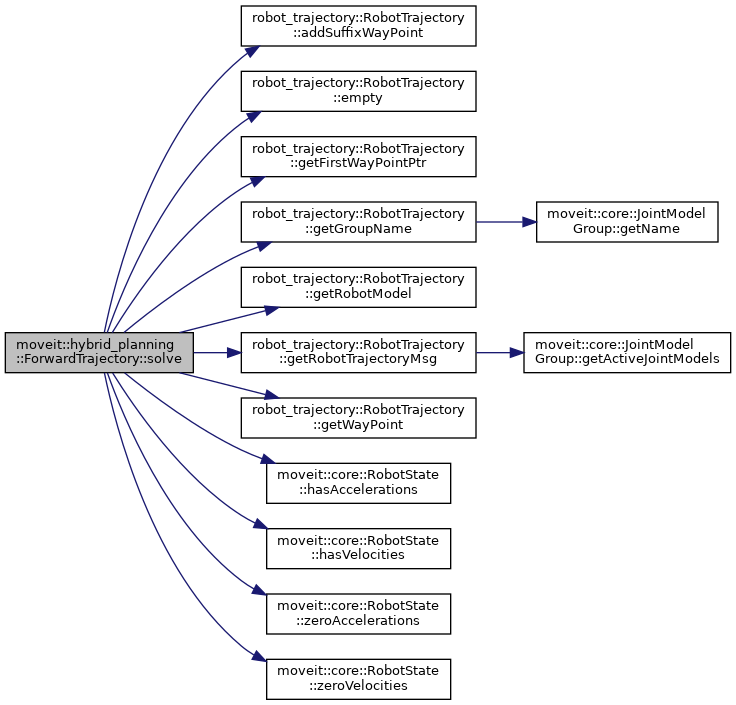 moveit::hybrid_planning
::ForwardTrajectory::solve
robot_trajectory::RobotTrajectory
::addSuffixWayPoint
robot_trajectory::RobotTrajectory
::empty
robot_trajectory::RobotTrajectory
::getFirstWayPointPtr
robot_trajectory::RobotTrajectory
::getGroupName
moveit::core::JointModel
Group::getName
robot_trajectory::RobotTrajectory
::getRobotModel
robot_trajectory::RobotTrajectory
::getRobotTrajectoryMsg
moveit::core::JointModel
Group::getActiveJointModels
robot_trajectory::RobotTrajectory
::getWayPoint
moveit::core::RobotState
::hasAccelerations
moveit::core::RobotState
::hasVelocities
moveit::core::RobotState
::zeroAccelerations
moveit::core::RobotState
::zeroVelocities